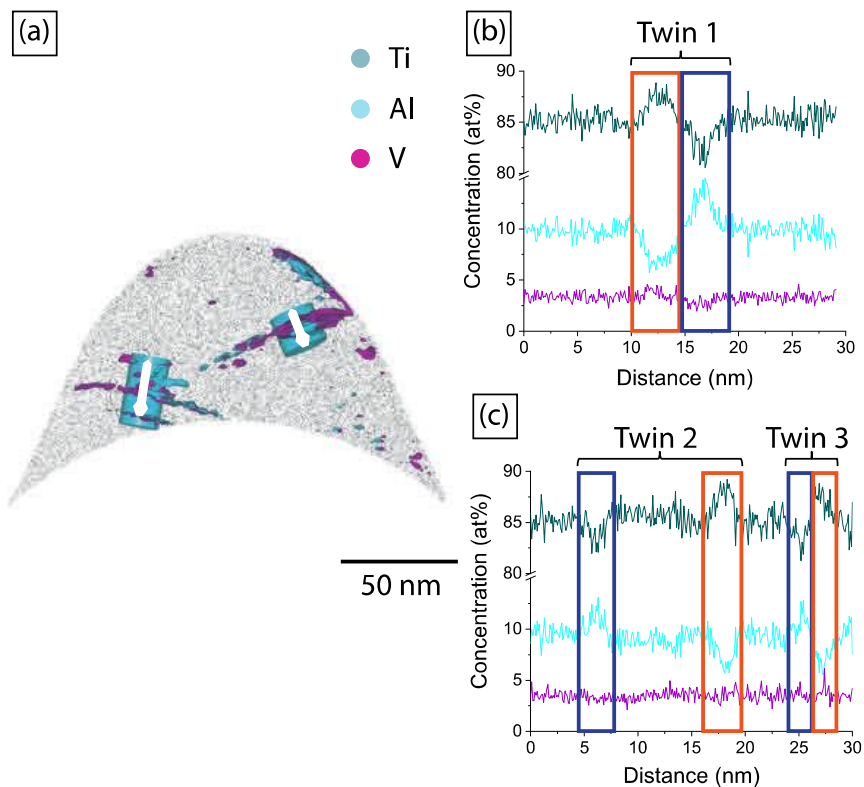 (a)
Ti
Al
V
50 nm
(b)
Twin 1
90
85
80
10
5
0
Concentration (at%)
0 5 10 15 20 25 30
Distance (nm)
(c)
Twin 2 Twin 3
90
85
80
10
5
0
Concentration (at%)
0 5 10 15 20 25 30
Distance (nm)